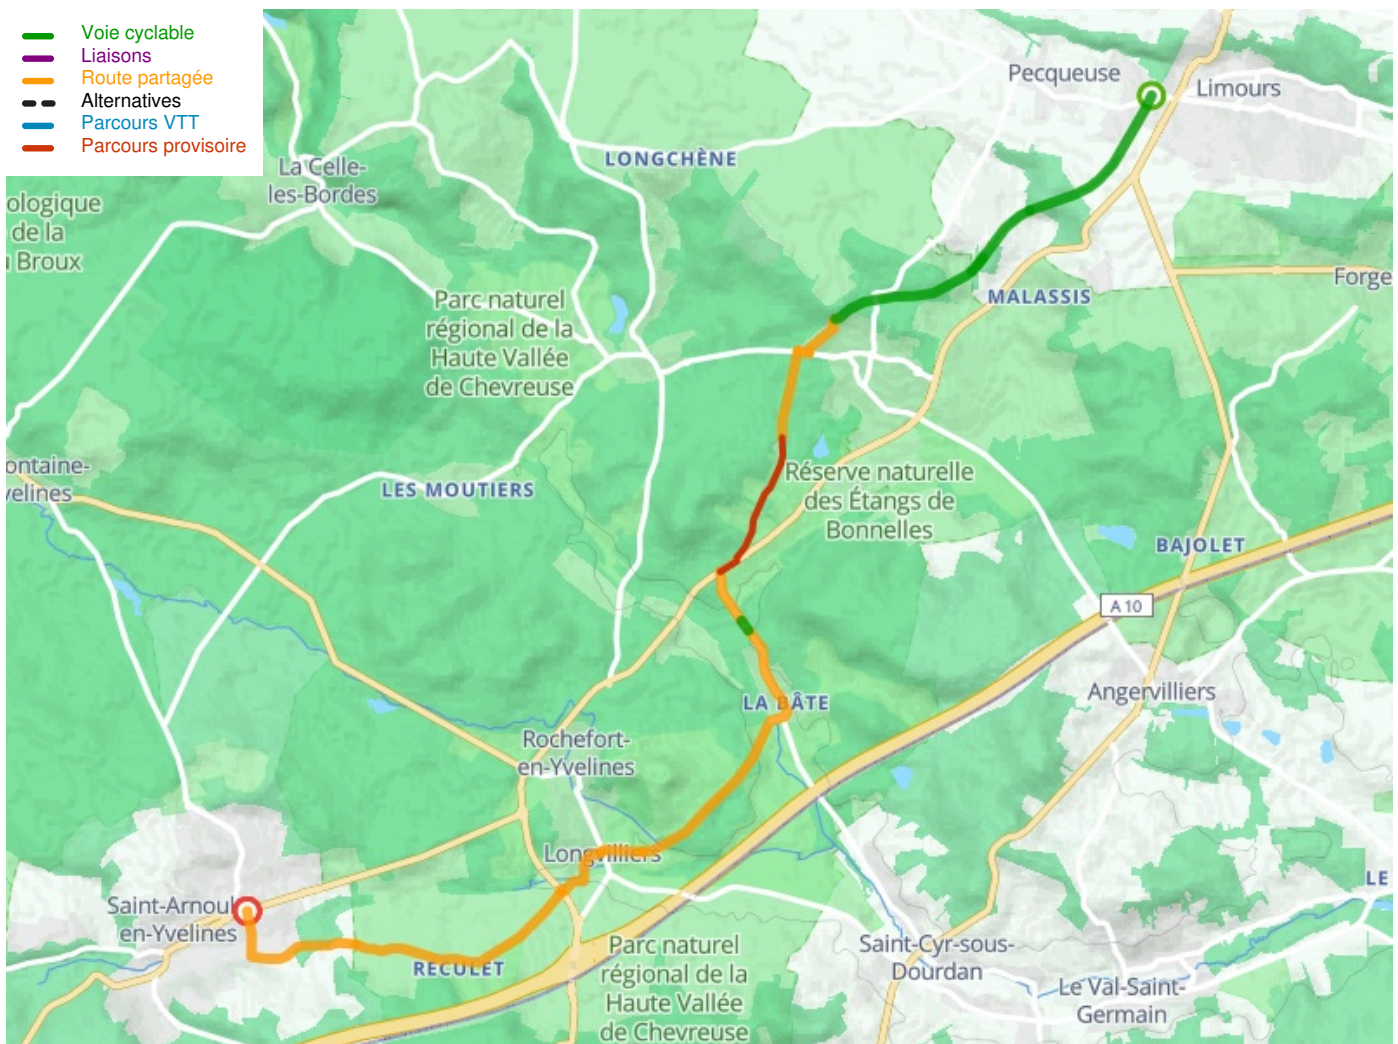 Voie cyclable
Liaisons
Route partagée
Alternatives
Parcours VTT
Parcours provisoire
Pecqueuse
Limours
LONGCHÈNE
La Celle-
les-Bordes
ologique
de la
Broux
Forge
MALASSIS
Parc naturel
régional de la
Haute Vallée
de Chevreuse
ontaine-
velines
LES MOUTIERS
Réserve naturelle
des Étangs de
Bonnelles
BAJOLET
A 10
Angervilliers
LA BÂTE
Rochefort-
en-Yvelines
Longvilliers
LE
Saint-Arnoul
en-Yvelines
RECULET
Parc naturel
régional de la
Haute Vallée
de Chevreuse
Saint-Cyr-sous-
Dourdan
Le Val-Saint-
Germain